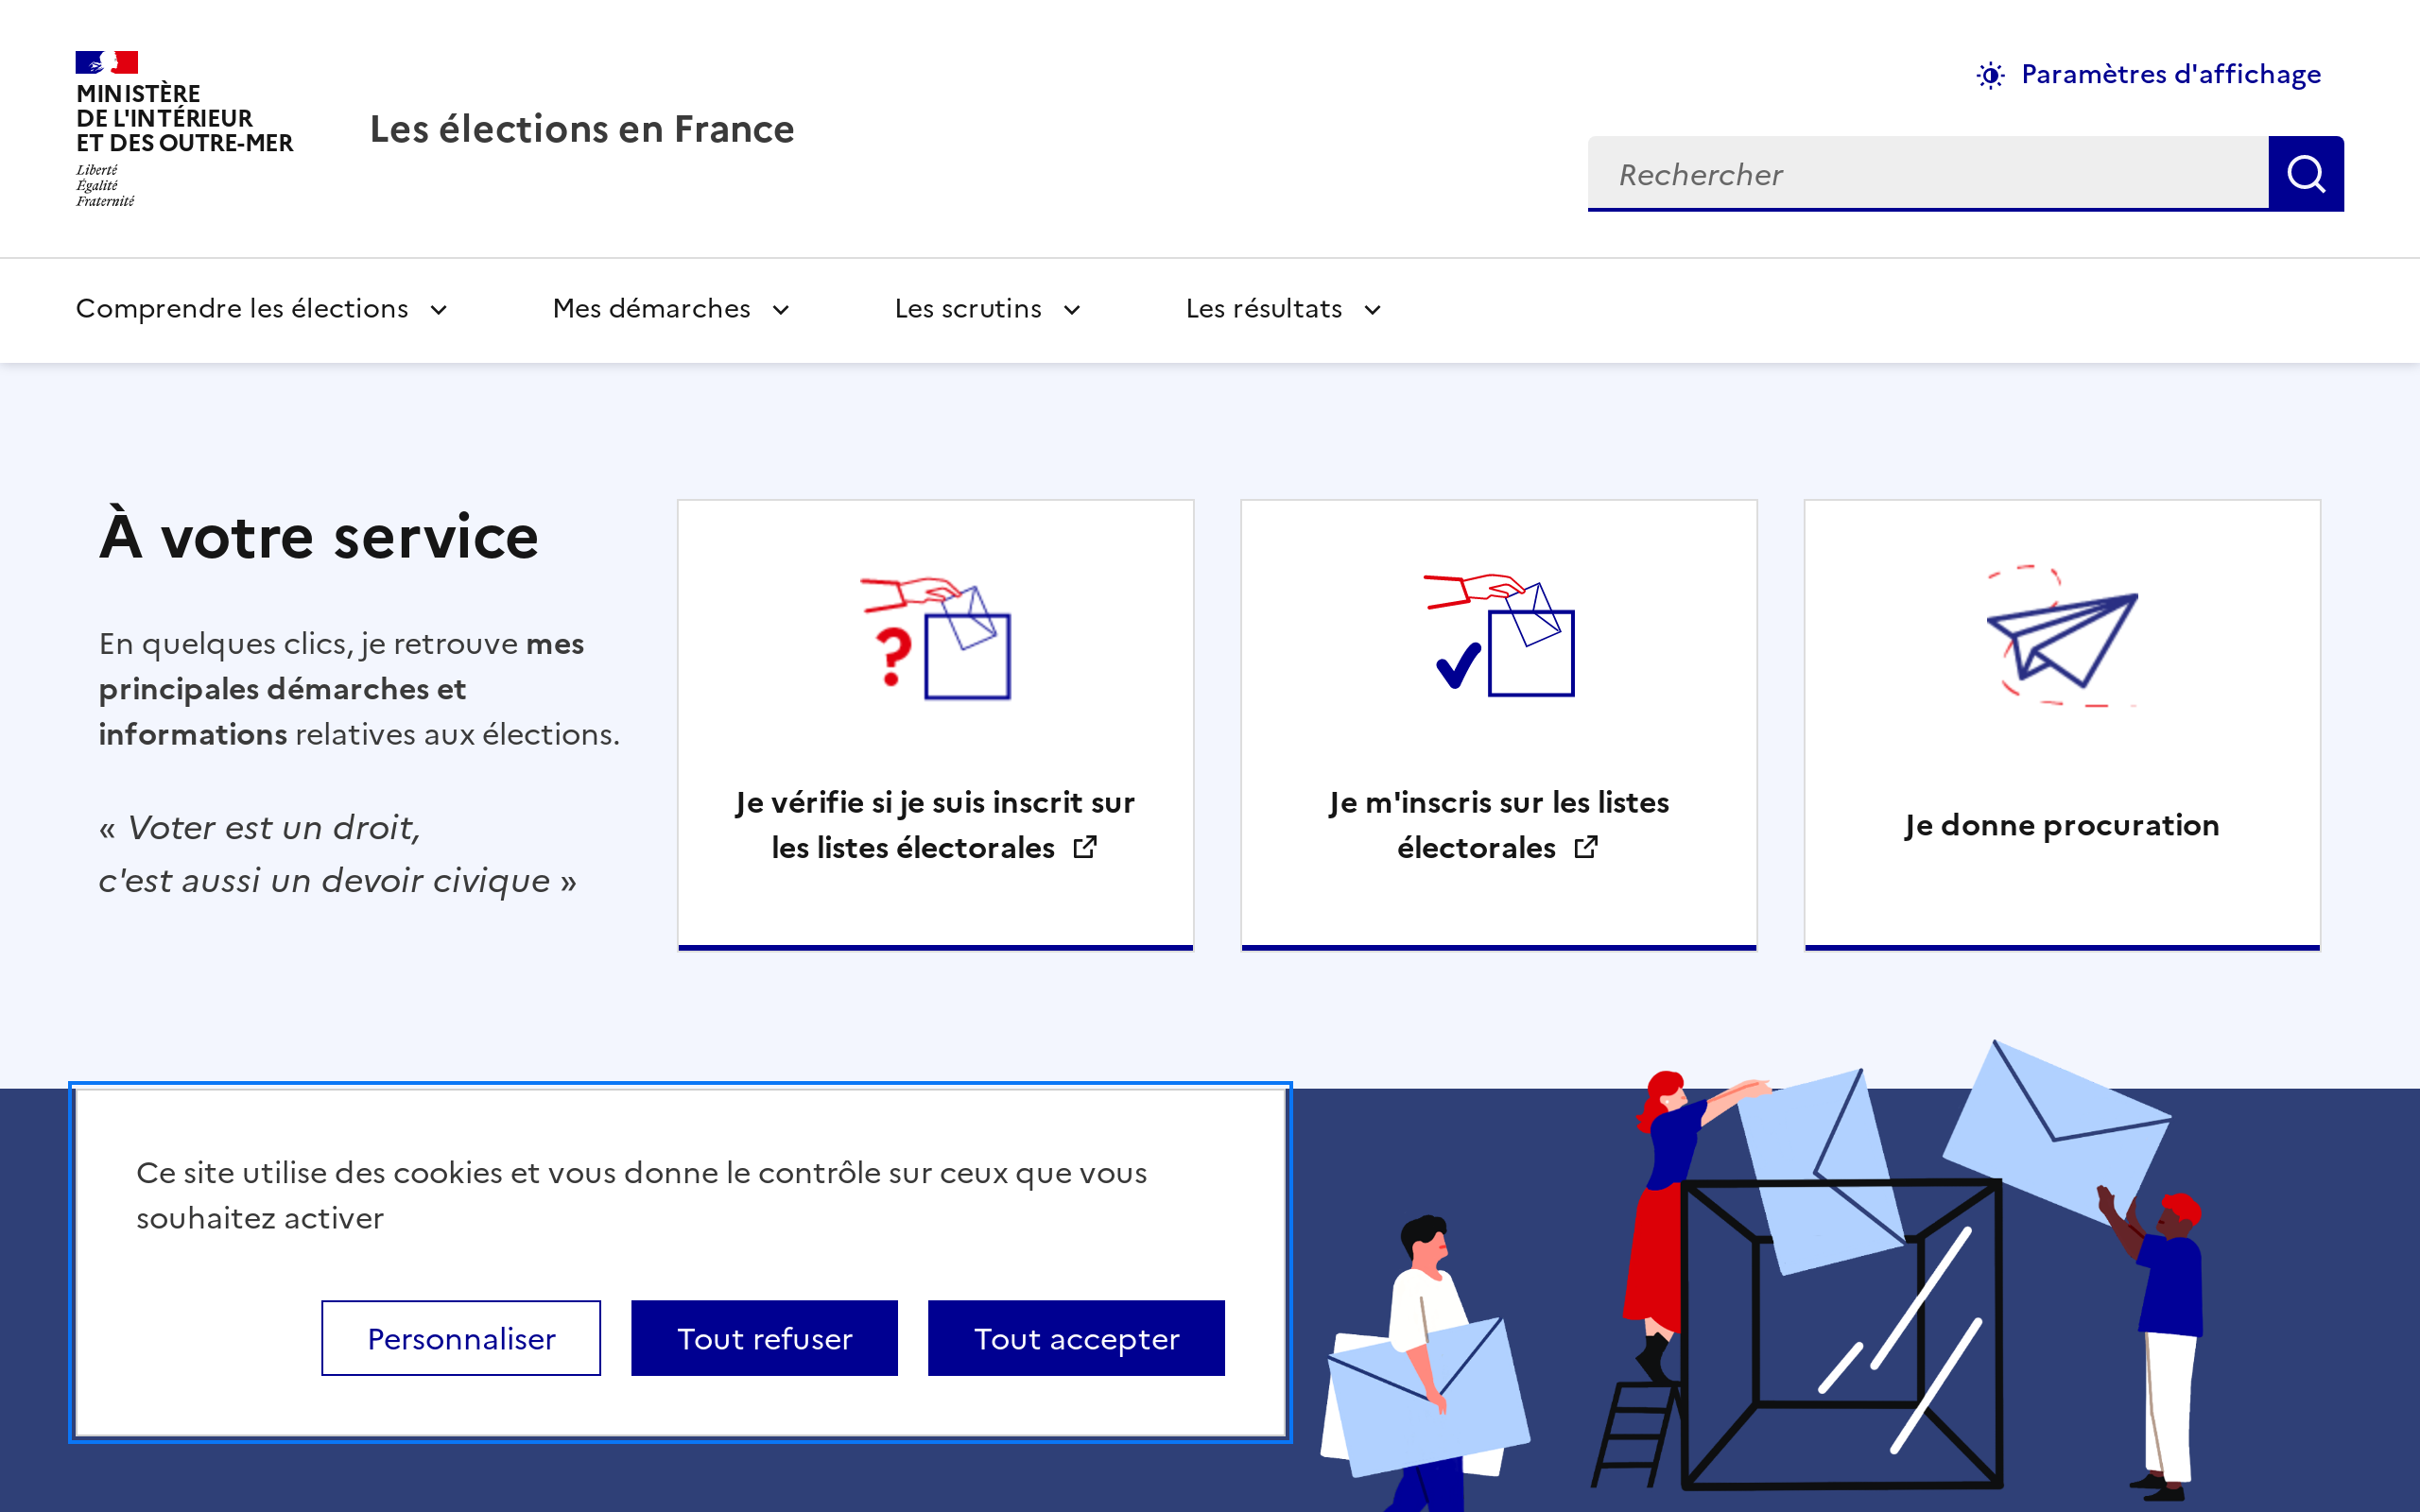 MINISTÈRE
DE L'INTÉRIEUR
ET DES OUTRE-MER
Liberté
Égalité
Fraternité
Les élections en France
Paramètres d'affichage
Rechercher
Comprendre les élections
Mes démarches
Les scrutins
Les résultats
À votre service
En quelques clics, je retrouve mes
principales démarches et
informations relatives aux élections.
« Voter est un droit,
c'est aussi un devoir civique »
Je vérifie si je suis inscrit sur
les listes électorales
Je m'inscris sur les listes
électorales
Je donne procuration
Ce site utilise des cookies et vous donne le contrôle sur ceux que vous
souhaitez activer
Personnaliser
Tout refuser
Tout accepter